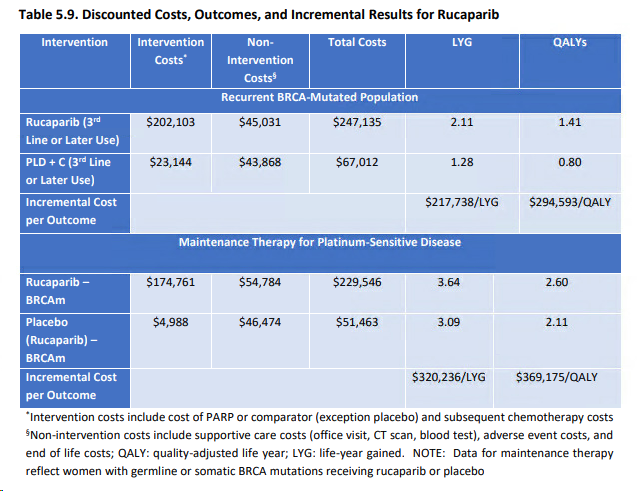 Table 5.9. Discounted Costs, Outcomes, and Incremental Results for Rucaparib
Intervention Intervention Costs* Non-Intervention Costs§ Total Costs LYG QALYs
Recurrent BRCA-Mutated Population
Rucaparib (3rd Line or Later Use) $202,103 $45,031 $247,135 2.11 1.41
PLD + C (3rd Line or Later Use) $23,144 $43,868 $67,012 1.28 0.80
Incremental Cost per Outcome $217,738/LYG $294,593/QALY
Maintenance Therapy for Platinum-Sensitive Disease
Rucaparib – BRCAm $174,761 $54,784 $229,546 3.64 2.60
Placebo (Rucaparib) – BRCAm $4,988 $46,474 $51,463 3.09 2.11
Incremental Cost per Outcome $320,236/LYG $369,175/QALY
*Intervention costs include cost of PARP or comparator (exception placebo) and subsequent chemotherapy costs
§Non-intervention costs include supportive care costs (office visit, CT scan, blood test), adverse event costs, and
end of life costs; QALY: quality-adjusted life year; LYG: life-year gained. NOTE: Data for maintenance therapy
reflect women with germline or somatic BRCA mutations receiving rucaparib or placebo